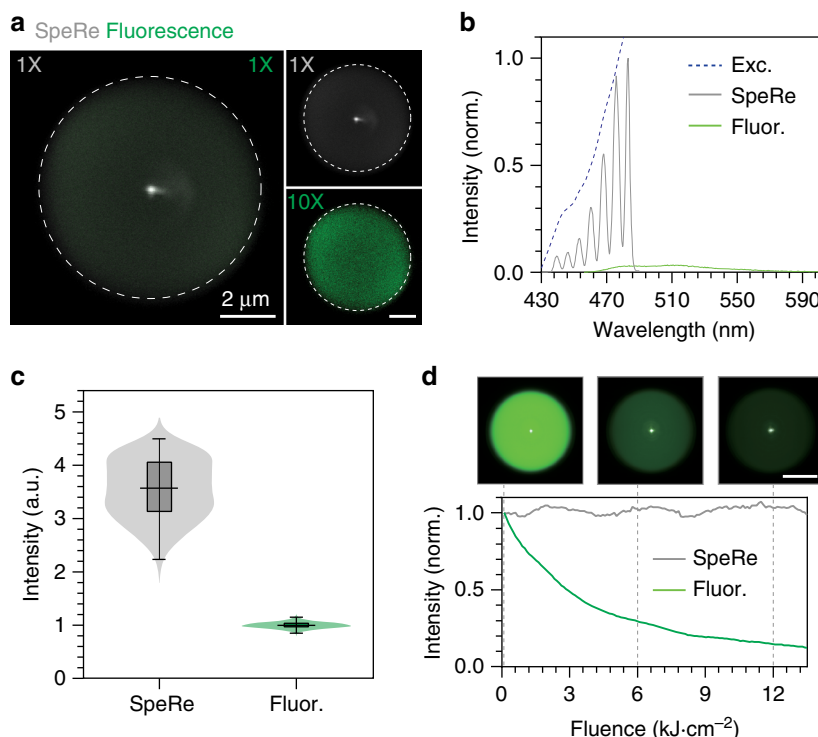 a SpeRe Fluorescence
1X 1X
2 μm
1X
10X
b
Intensity (norm.)
1.0
0.5
0.0
Exc.
SpeRe
Fluor.
430 470 510 550 590
Wavelength (nm)
c
Intensity (a.u.)
5
4
3
2
1
0
SpeRe Fluor.
d
Intensity (norm.)
1.0
0.5
0.0
SpeRe
Fluor.
0 3 6 9 12
Fluence (kJ·cm⁻²)